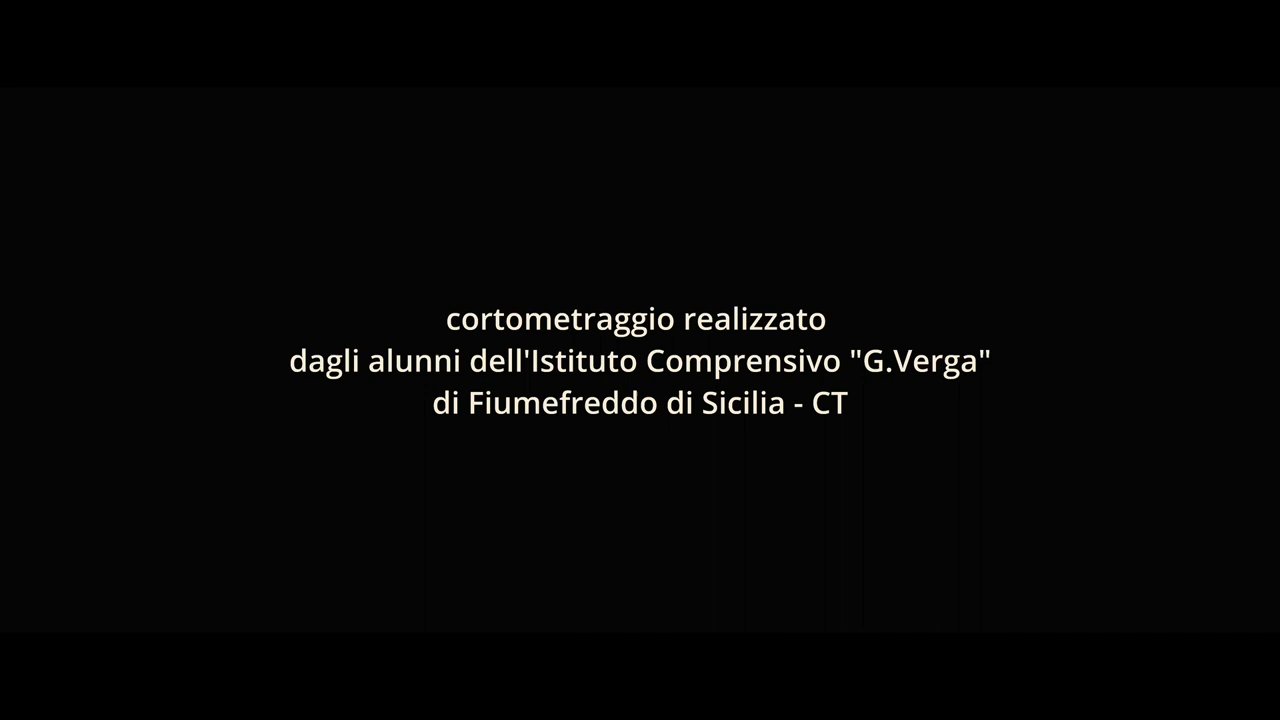 cortometraggio realizzato
dagli alunni dell'Istituto Comprensivo "G.Verga"
di Fiumefreddo di Sicilia - CT